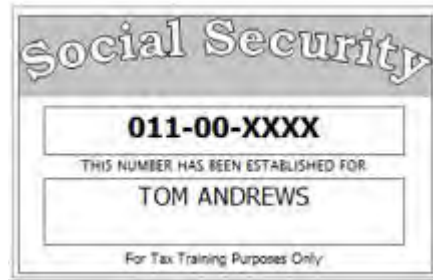 Social Security
011-00-XXXX
THIS NUMBER HAS BEEN ESTABLISHED FOR
TOM ANDREWS
For Tax Training Purposes Only